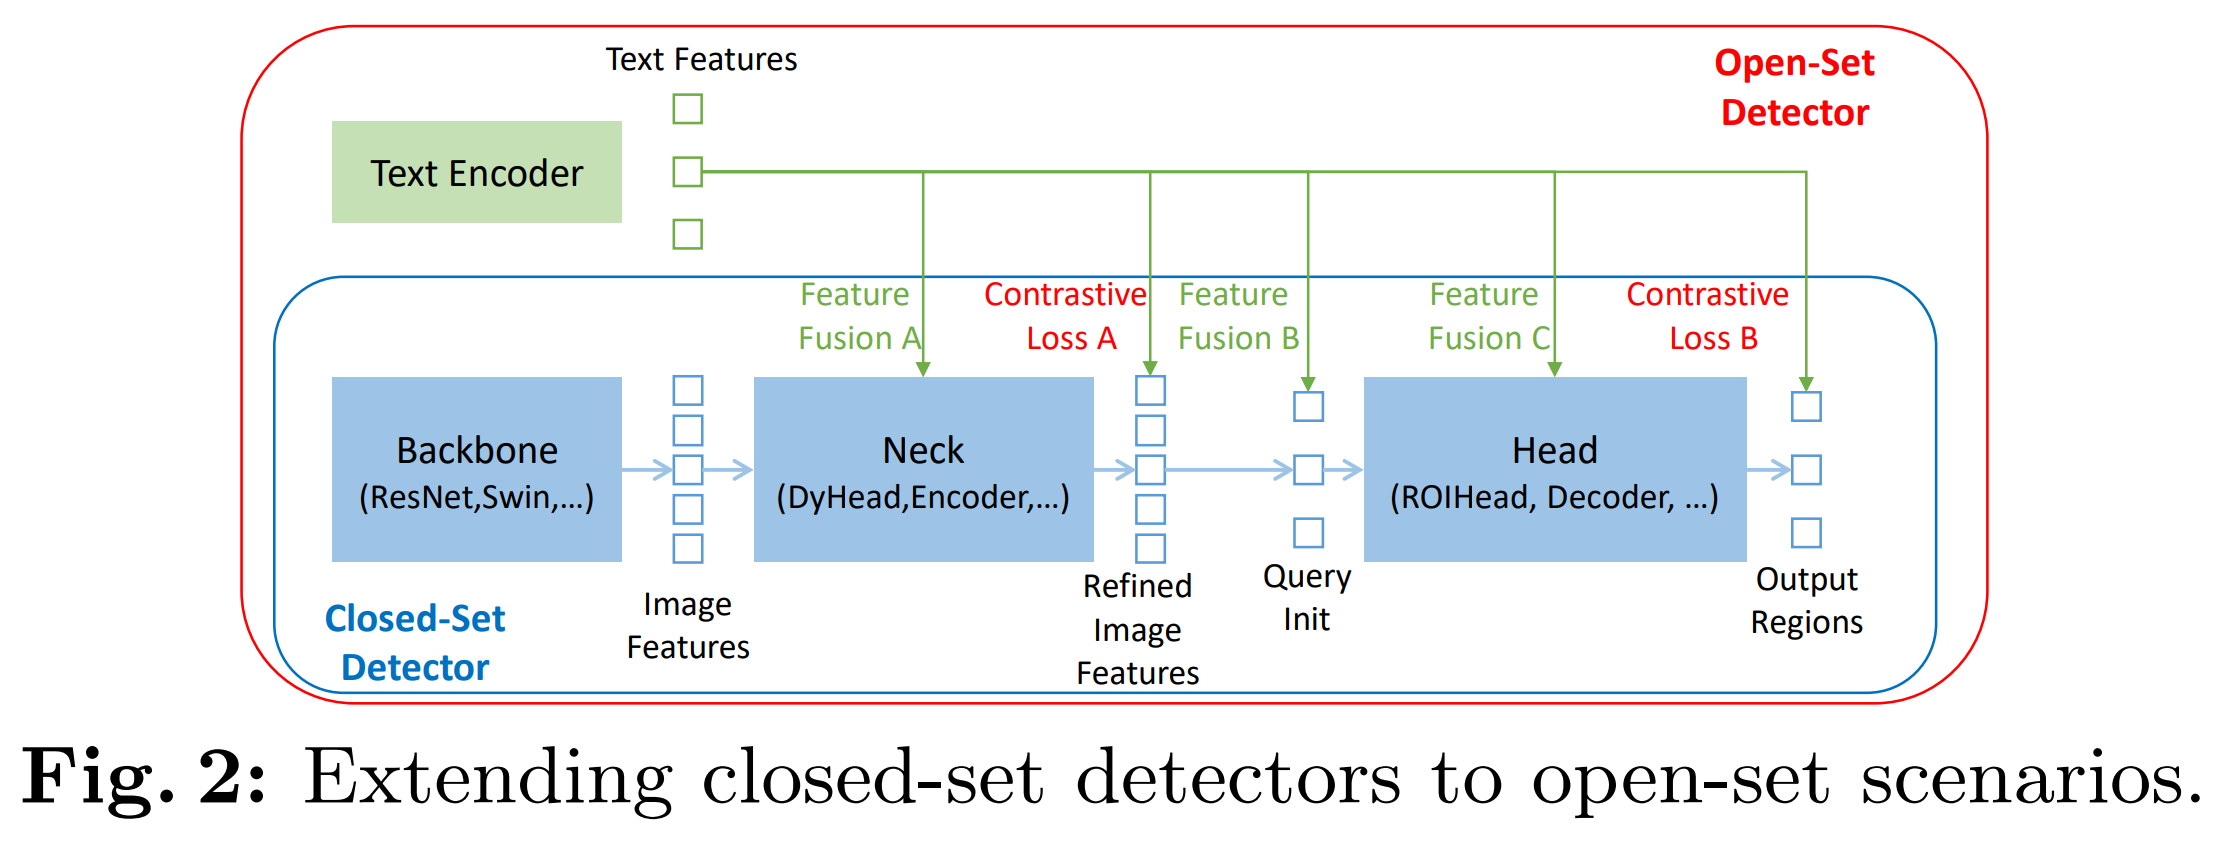 Text Features
Open-Set
Detector
Text Encoder
Feature
Fusion A
Contrastive
Loss A
Feature
Fusion B
Feature
Fusion C
Contrastive
Loss B
Backbone
(ResNet,Swin,...)
Neck
(DyHead,Encoder,...)
Head
(ROIHead, Decoder, ...)
Closed-Set
Detector
Image
Features
Refined
Image
Features
Query
Init
Output
Regions
Fig. 2: Extending closed-set detectors to open-set scenarios.